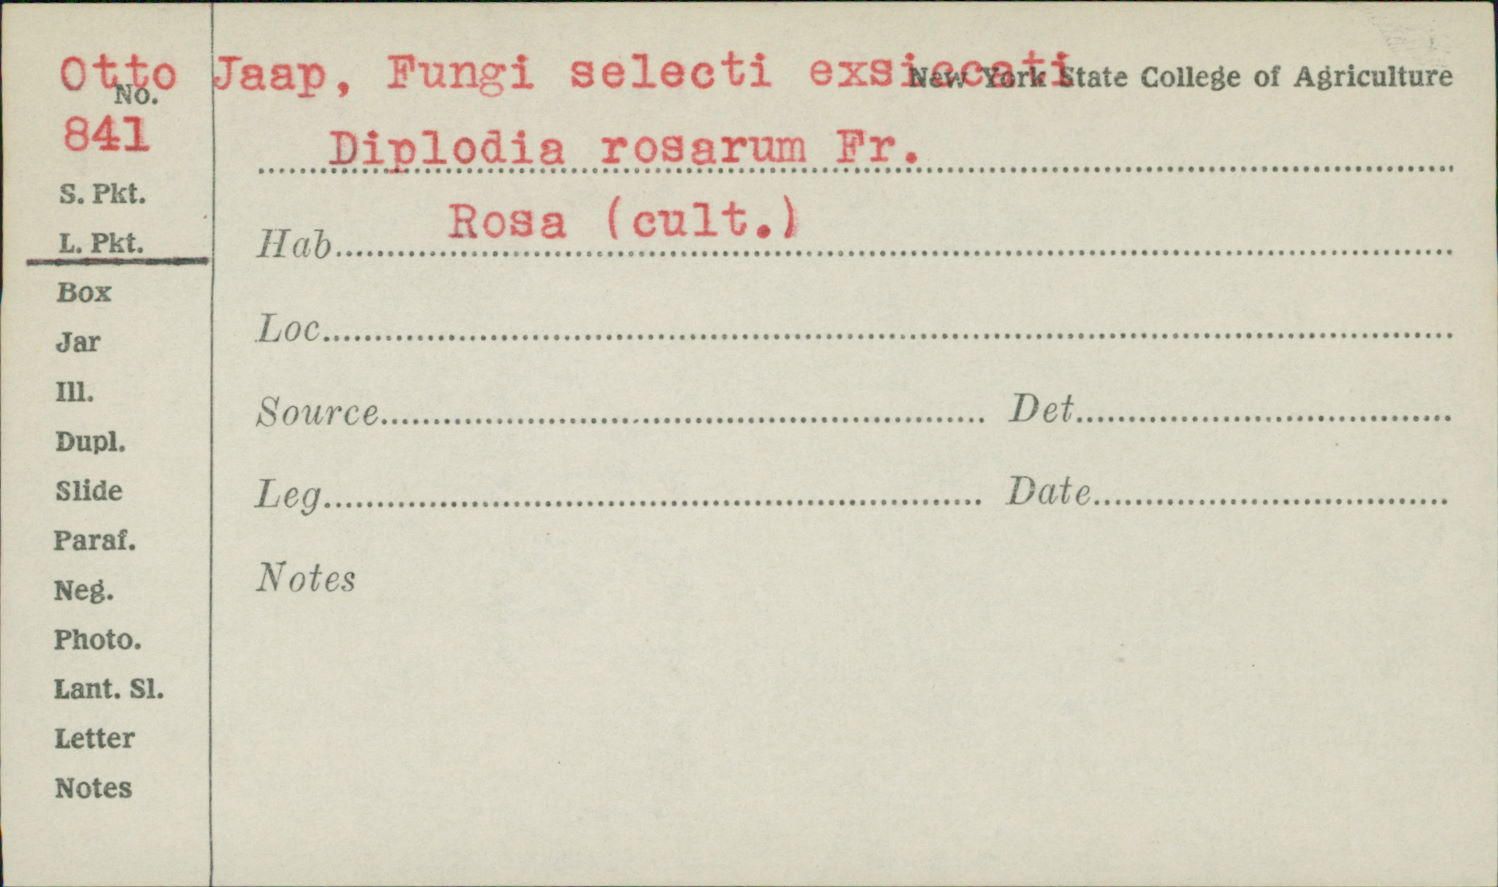 Otto Jaap, Fungi selecti exsiccati
New York State College of Agriculture
No.
841
Diplodia rosarum Fr.
S. Pkt.
Rosa (cult.)
L. Pkt.
Hab
Box
Loc
Jar
Ill.
Source Det
Dupl.
Slide
Leg Date
Paraf.
Notes
Neg.
Photo.
Lant. Sl.
Letter
Notes